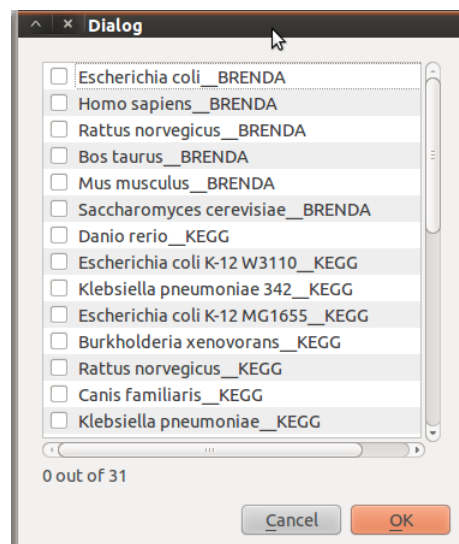 Dialog
Escherichia coli__BRENDA
Homo sapiens__BRENDA
Rattus norvegicus__BRENDA
Bos taurus__BRENDA
Mus musculus__BRENDA
Saccharomyces cerevisiae__BRENDA
Danio rerio__KEGG
Escherichia coli K-12 W3110__KEGG
Klebsiella pneumoniae 342__KEGG
Escherichia coli K-12 MG1655__KEGG
Burkholderia xenovorans__KEGG
Rattus norvegicus__KEGG
Canis familiaris__KEGG
Klebsiella pneumoniae__KEGG
0 out of 31
Cancel OK